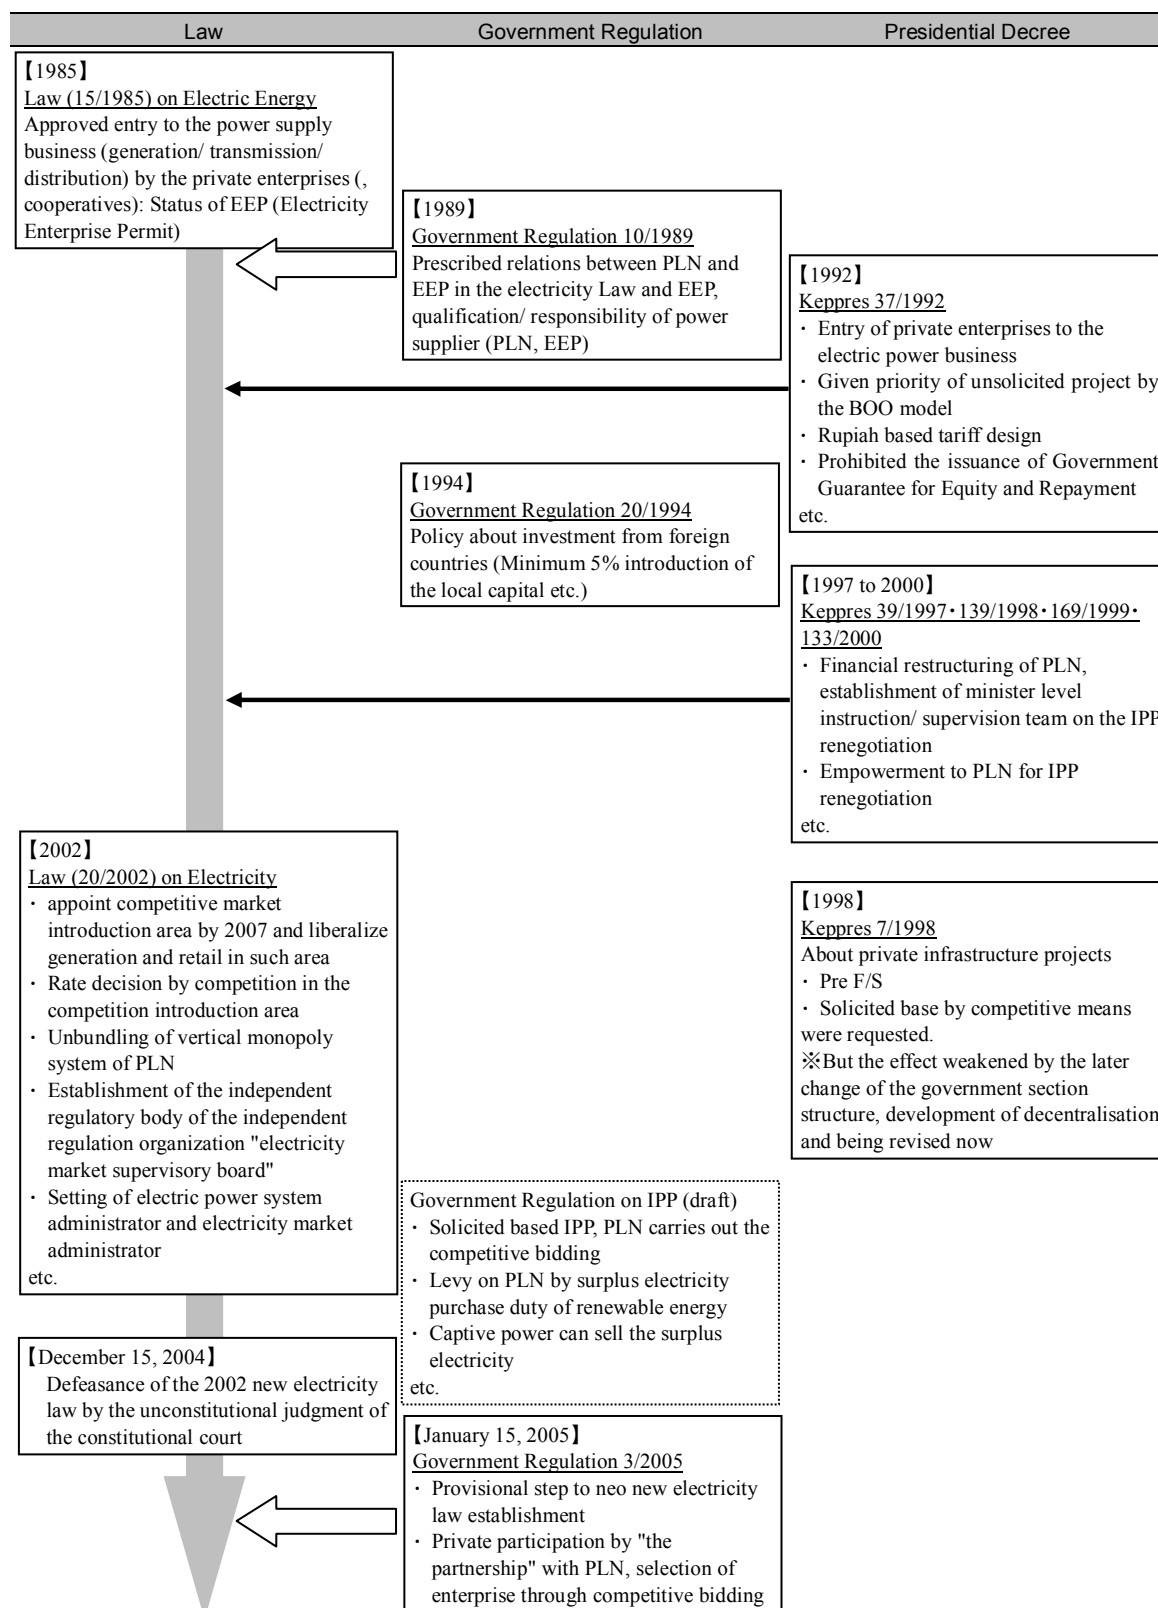 Law
Government Regulation
Presidential Decree
【1985】
Law (15/1985) on Electric Energy
Approved entry to the power supply
business (generation/ transmission/
distribution) by the private enterprises (,
cooperatives): Status of EEP (Electricity
Enterprise Permit)
【1989】
Government Regulation 10/1989
Prescribed relations between PLN and
EEP in the electricity Law and EEP,
qualification/ responsibility of power
supplier (PLN, EEP)
【1992】
Keppres 37/1992
・ Entry of private enterprises to the
electric power business
・ Given priority of unsolicited project by
the BOO model
・ Rupiah based tariff design
・ Prohibited the issuance of Government
Guarantee for Equity and Repayment
etc.
【1994】
Government Regulation 20/1994
Policy about investment from foreign
countries (Minimum 5% introduction of
the local capital etc.)
【1997 to 2000】
Keppres 39/1997・139/1998・169/1999・
133/2000
・ Financial restructuring of PLN,
establishment of minister level
instruction/ supervision team on the IPP
renegotiation
・ Empowerment to PLN for IPP
renegotiation
etc.
【2002】
Law (20/2002) on Electricity
・ appoint competitive market
introduction area by 2007 and liberalize
generation and retail in such area
・ Rate decision by competition in the
competition introduction area
・ Unbundling of vertical monopoly
system of PLN
・ Establishment of the independent
regulatory body of the independent
regulation organization "electricity
market supervisory board"
・ Setting of electric power system
administrator and electricity market
administrator
etc.
【1998】
Keppres 7/1998
About private infrastructure projects
・ Pre F/S
・ Solicited base by competitive means
were requested.
※But the effect weakened by the later
change of the government section
structure, development of decentralisation
and being revised now
Government Regulation on IPP (draft)
・ Solicited based IPP, PLN carries out the
competitive bidding
・ Levy on PLN by surplus electricity
purchase duty of renewable energy
・ Captive power can sell the surplus
electricity
etc.
【December 15, 2004】
Defeasance of the 2002 new electricity
law by the unconstitutional judgment of
the constitutional court
【January 15, 2005】
Government Regulation 3/2005
・ Provisional step to neo new electricity
law establishment
・ Private participation by "the
partnership" with PLN, selection of
enterprise through competitive bidding